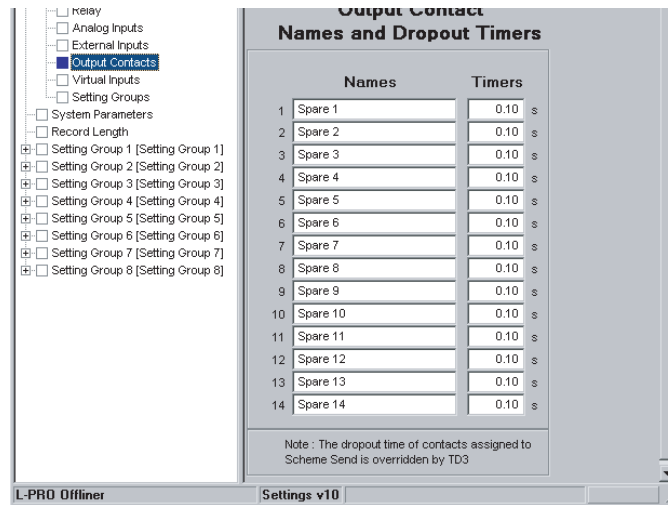 Relay
Analog Inputs
External Inputs
Output Contacts
Virtual Inputs
Setting Groups
System Parameters
Record Length
Setting Group 1 [Setting Group 1]
Setting Group 2 [Setting Group 2]
Setting Group 3 [Setting Group 3]
Setting Group 4 [Setting Group 4]
Setting Group 5 [Setting Group 5]
Setting Group 6 [Setting Group 6]
Setting Group 7 [Setting Group 7]
Setting Group 8 [Setting Group 8]
Output Contact
Names and Dropout Timers
Names Timers
1 Spare 1 0.10 s
2 Spare 2 0.10 s
3 Spare 3 0.10 s
4 Spare 4 0.10 s
5 Spare 5 0.10 s
6 Spare 6 0.10 s
7 Spare 7 0.10 s
8 Spare 8 0.10 s
9 Spare 9 0.10 s
10 Spare 10 0.10 s
11 Spare 11 0.10 s
12 Spare 12 0.10 s
13 Spare 13 0.10 s
14 Spare 14 0.10 s
Note : The dropout time of contacts assigned to
Scheme Send is overridden by TD3
L-PRO Offliner Settings v10